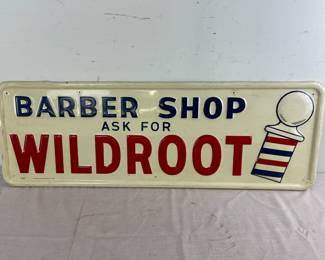 BARBER SHOP
ASK FOR
WILDROOT